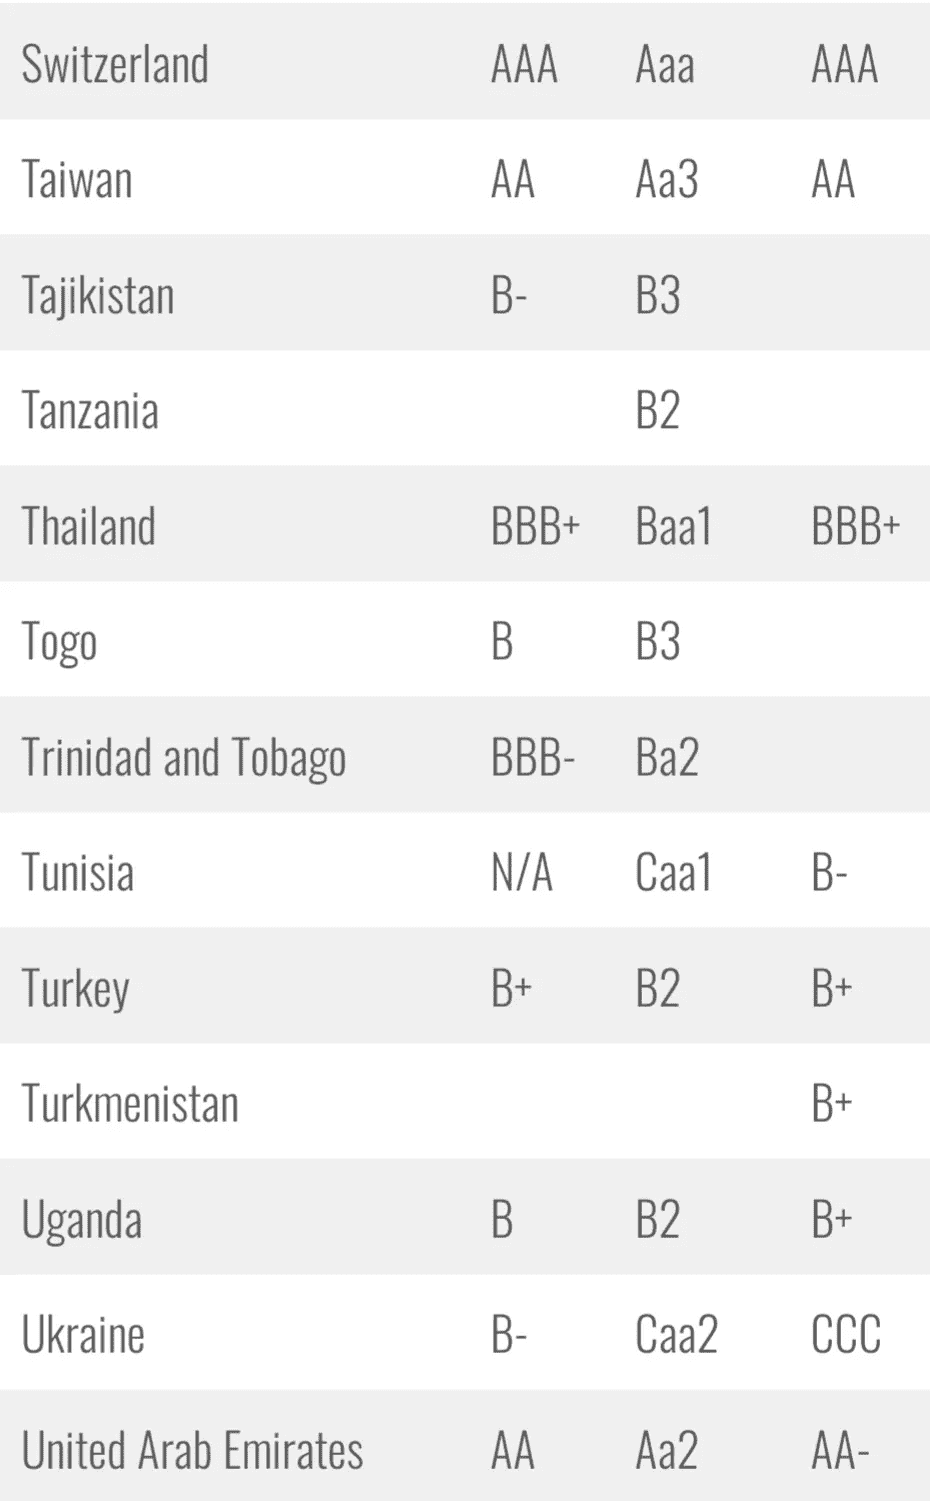 Switzerland AAA Aaa AAA
Taiwan AA Aa3 AA
Tajikistan B- B3
Tanzania B2
Thailand BBB+ Baa1 BBB+
Togo B B3
Trinidad and Tobago BBB- Ba2
Tunisia N/A Caa1 B-
Turkey B+ B2 B+
Turkmenistan B+
Uganda B B2 B+
Ukraine B- Caa2 CCC
United Arab Emirates AA Aa2 AA-